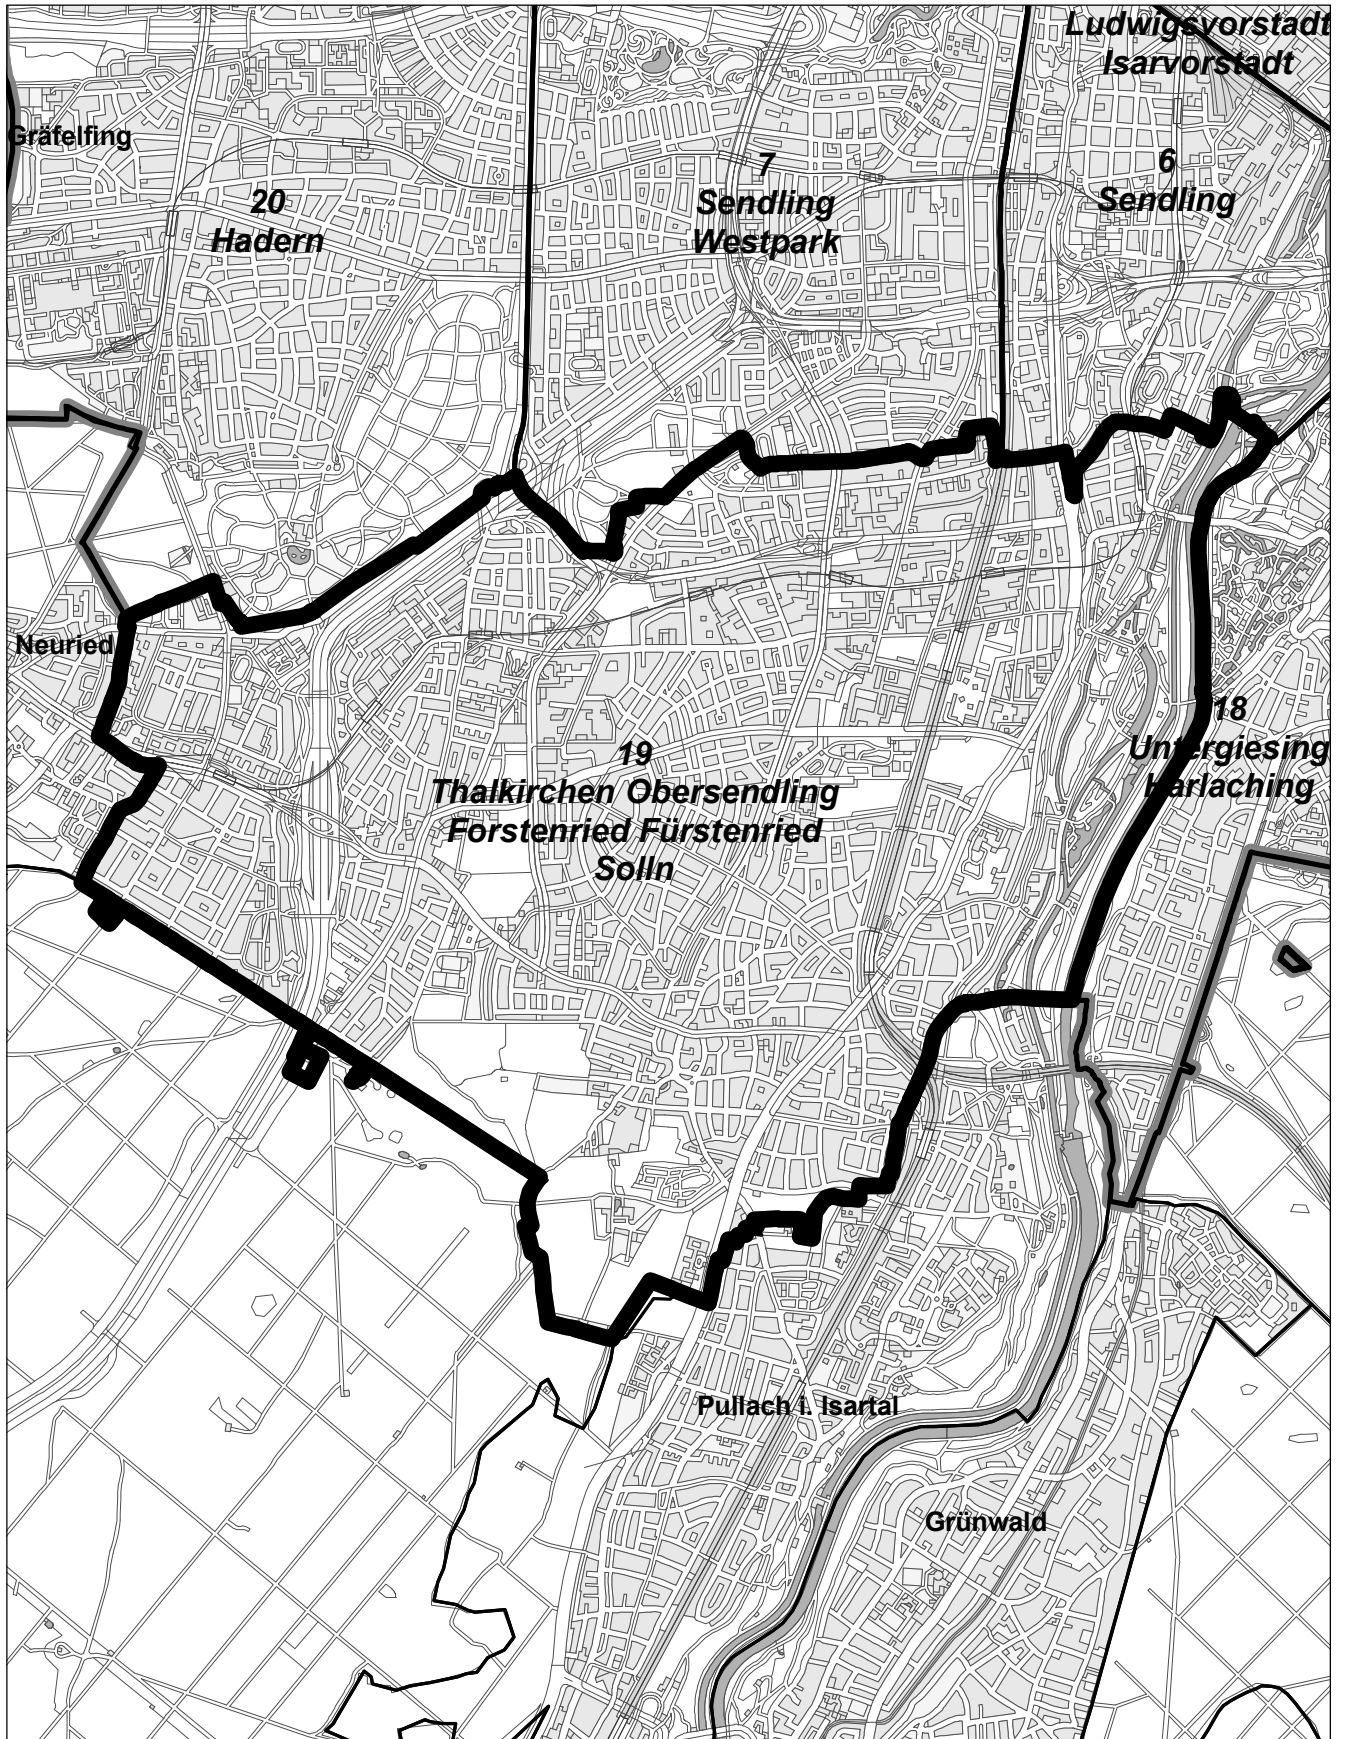 Ludwigsvorstadt
Isarvorstadt
Gräfelfing
7
Sendling
Westpark
6
Sendling
20
Hadern
Neuried
18
Untergiesing
Harlaching
19
Thalkirchen Obersendling
Forstenried Fürstenried
Solln
Pullach i. Isartal
Grünwald